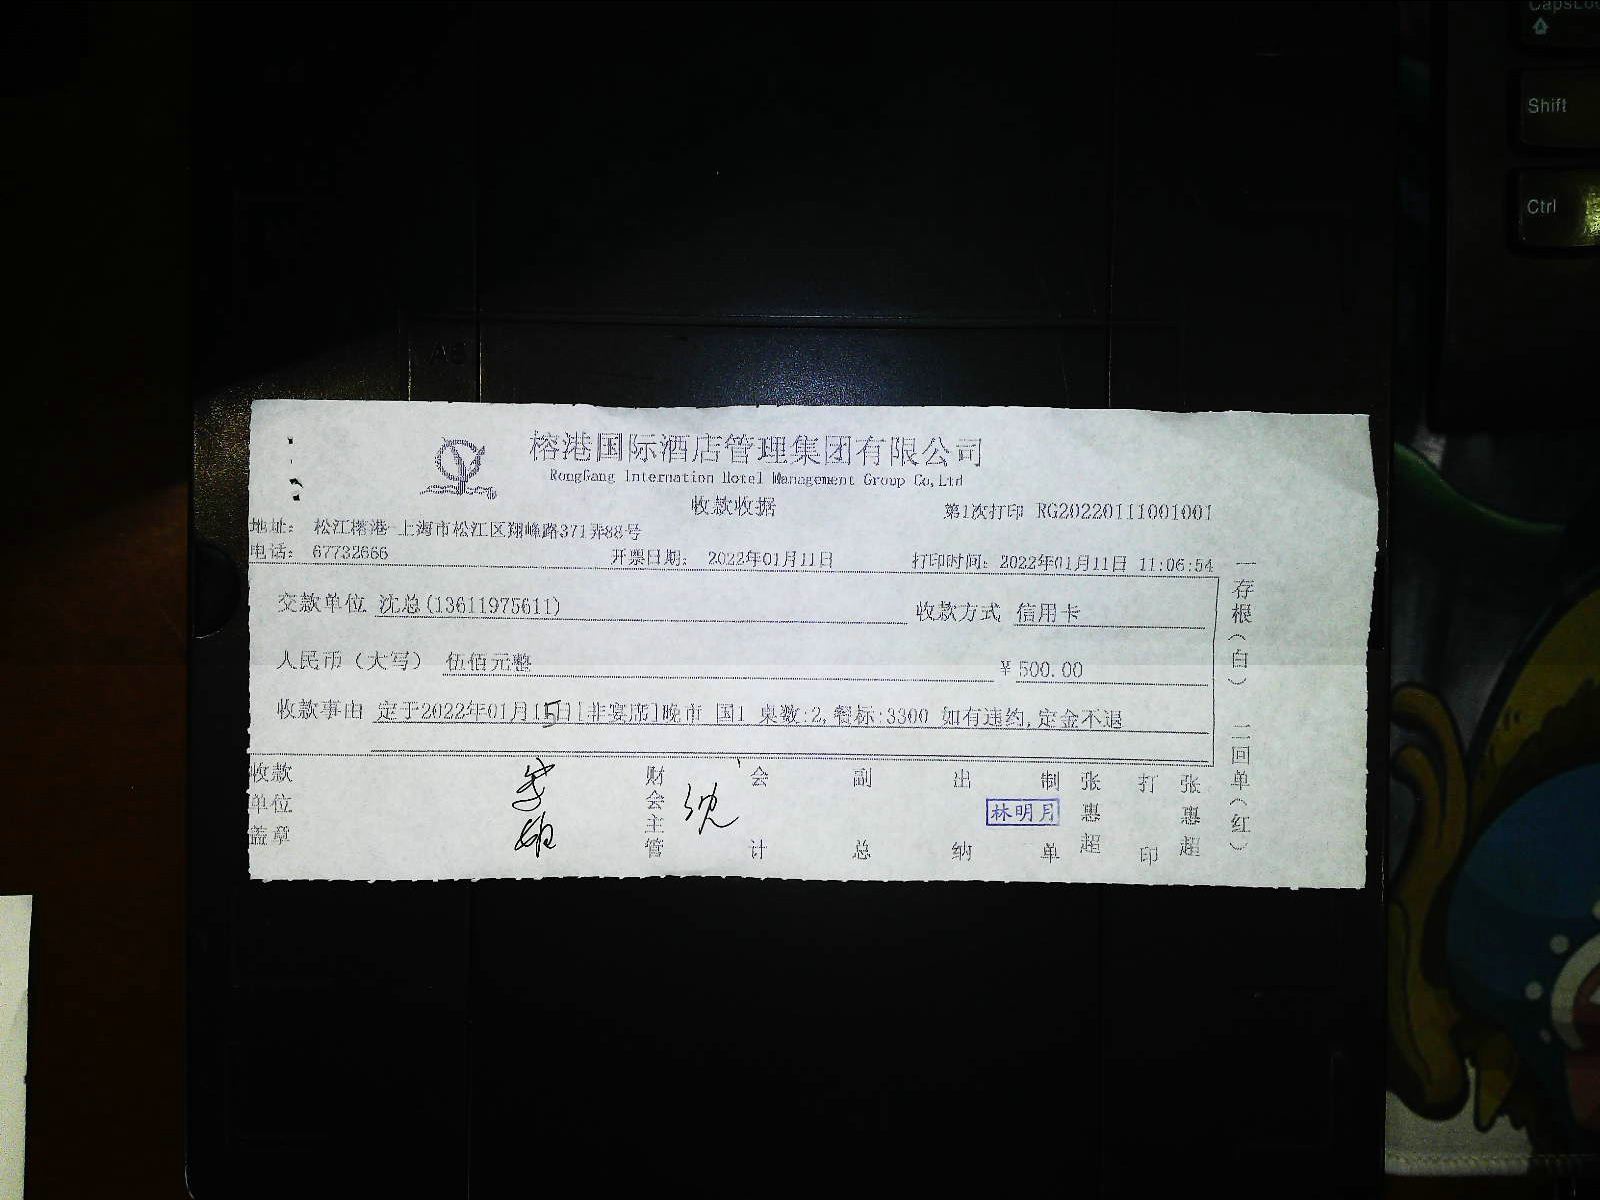 CapsLoc
Shift
Ctrl
A5
榕港国际酒店管理集团有限公司
RongGang Internation Hotel Management Group Co,Ltd
收款收据
第1次打印 RG20220111001001
地址: 松江榕港 上海市松江区翔峰路371弄88号
电话: 67732666 开票日期: 2022年01月11日 打印时间: 2022年01月11日 11:06:54
交款单位 沈总(13611975611) 收款方式 信用卡
人民币(大写) 伍佰元整 ¥500.00
收款事由 定于2022年01月15日[非宴席]晚市 国1 桌数:2,餐标:3300 如有违约,定金不退
收款单位盖章
财会主管 沈
会计
副总
出纳 林明月
制单 张惠超
打印 张惠超
一存根(白) 二回单(红)